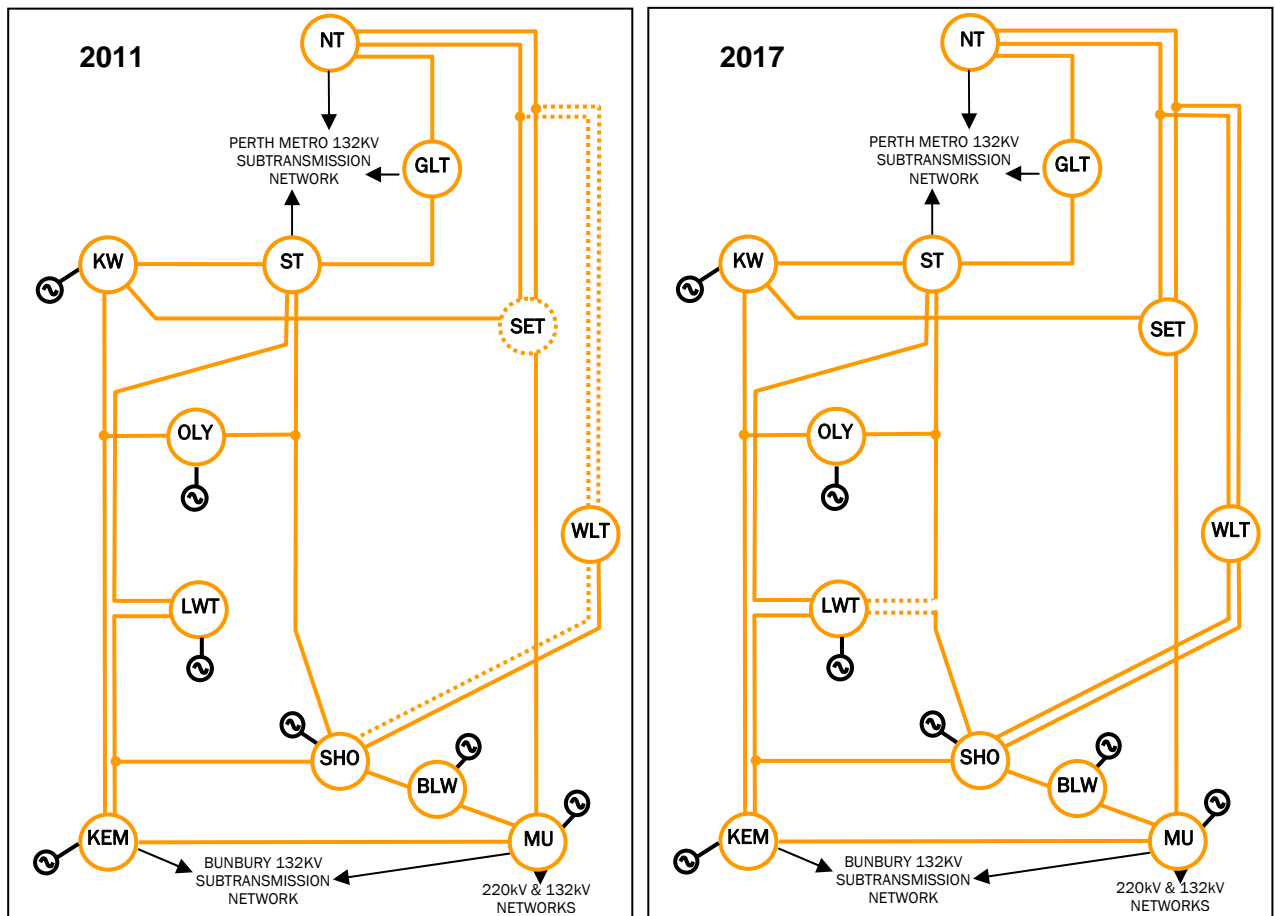 2011
NT
PERTH METRO 132KV
SUBTRANSMISSION
NETWORK
GLT
KW
ST
SET
OLY
WLT
LWT
SHO
BLW
KEM
MU
BUNBURY 132KV
SUBTRANSMISSION
NETWORK
220kV & 132kV
NETWORKS
2017
NT
PERTH METRO 132KV
SUBTRANSMISSION
NETWORK
GLT
KW
ST
SET
OLY
WLT
LWT
SHO
BLW
KEM
MU
BUNBURY 132KV
SUBTRANSMISSION
NETWORK
220kV & 132kV
NETWORKS